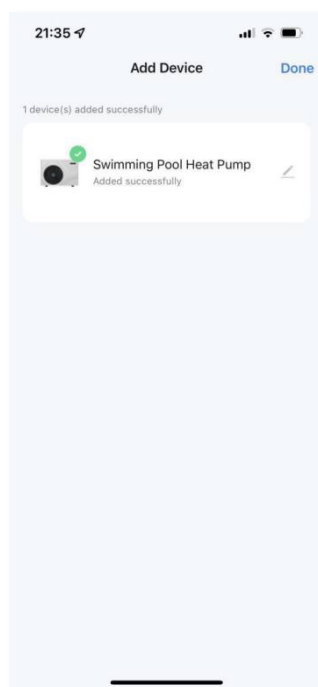 21:35
Add Device
Done
1 device(s) added successfully
Swimming Pool Heat Pump
Added successfully